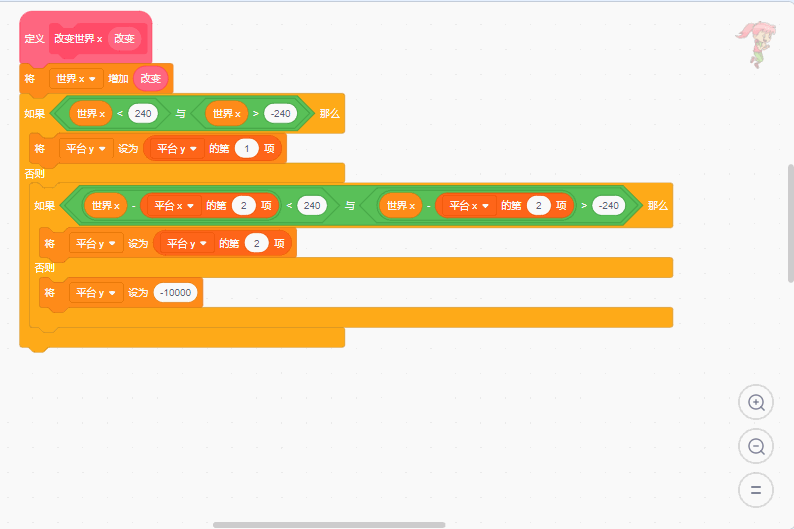 定义 改变世界 x 改变
将 世界 x 增加 改变
如果 世界 x < 240 与 世界 x > -240 那么
将 平台 y 设为 平台 y 的第 1 项
否则
如果 世界 x - 平台 x 的第 2 项 < 240 与 世界 x - 平台 x 的第 2 项 > -240 那么
将 平台 y 设为 平台 y 的第 2 项
否则
将 平台 y 设为 -10000